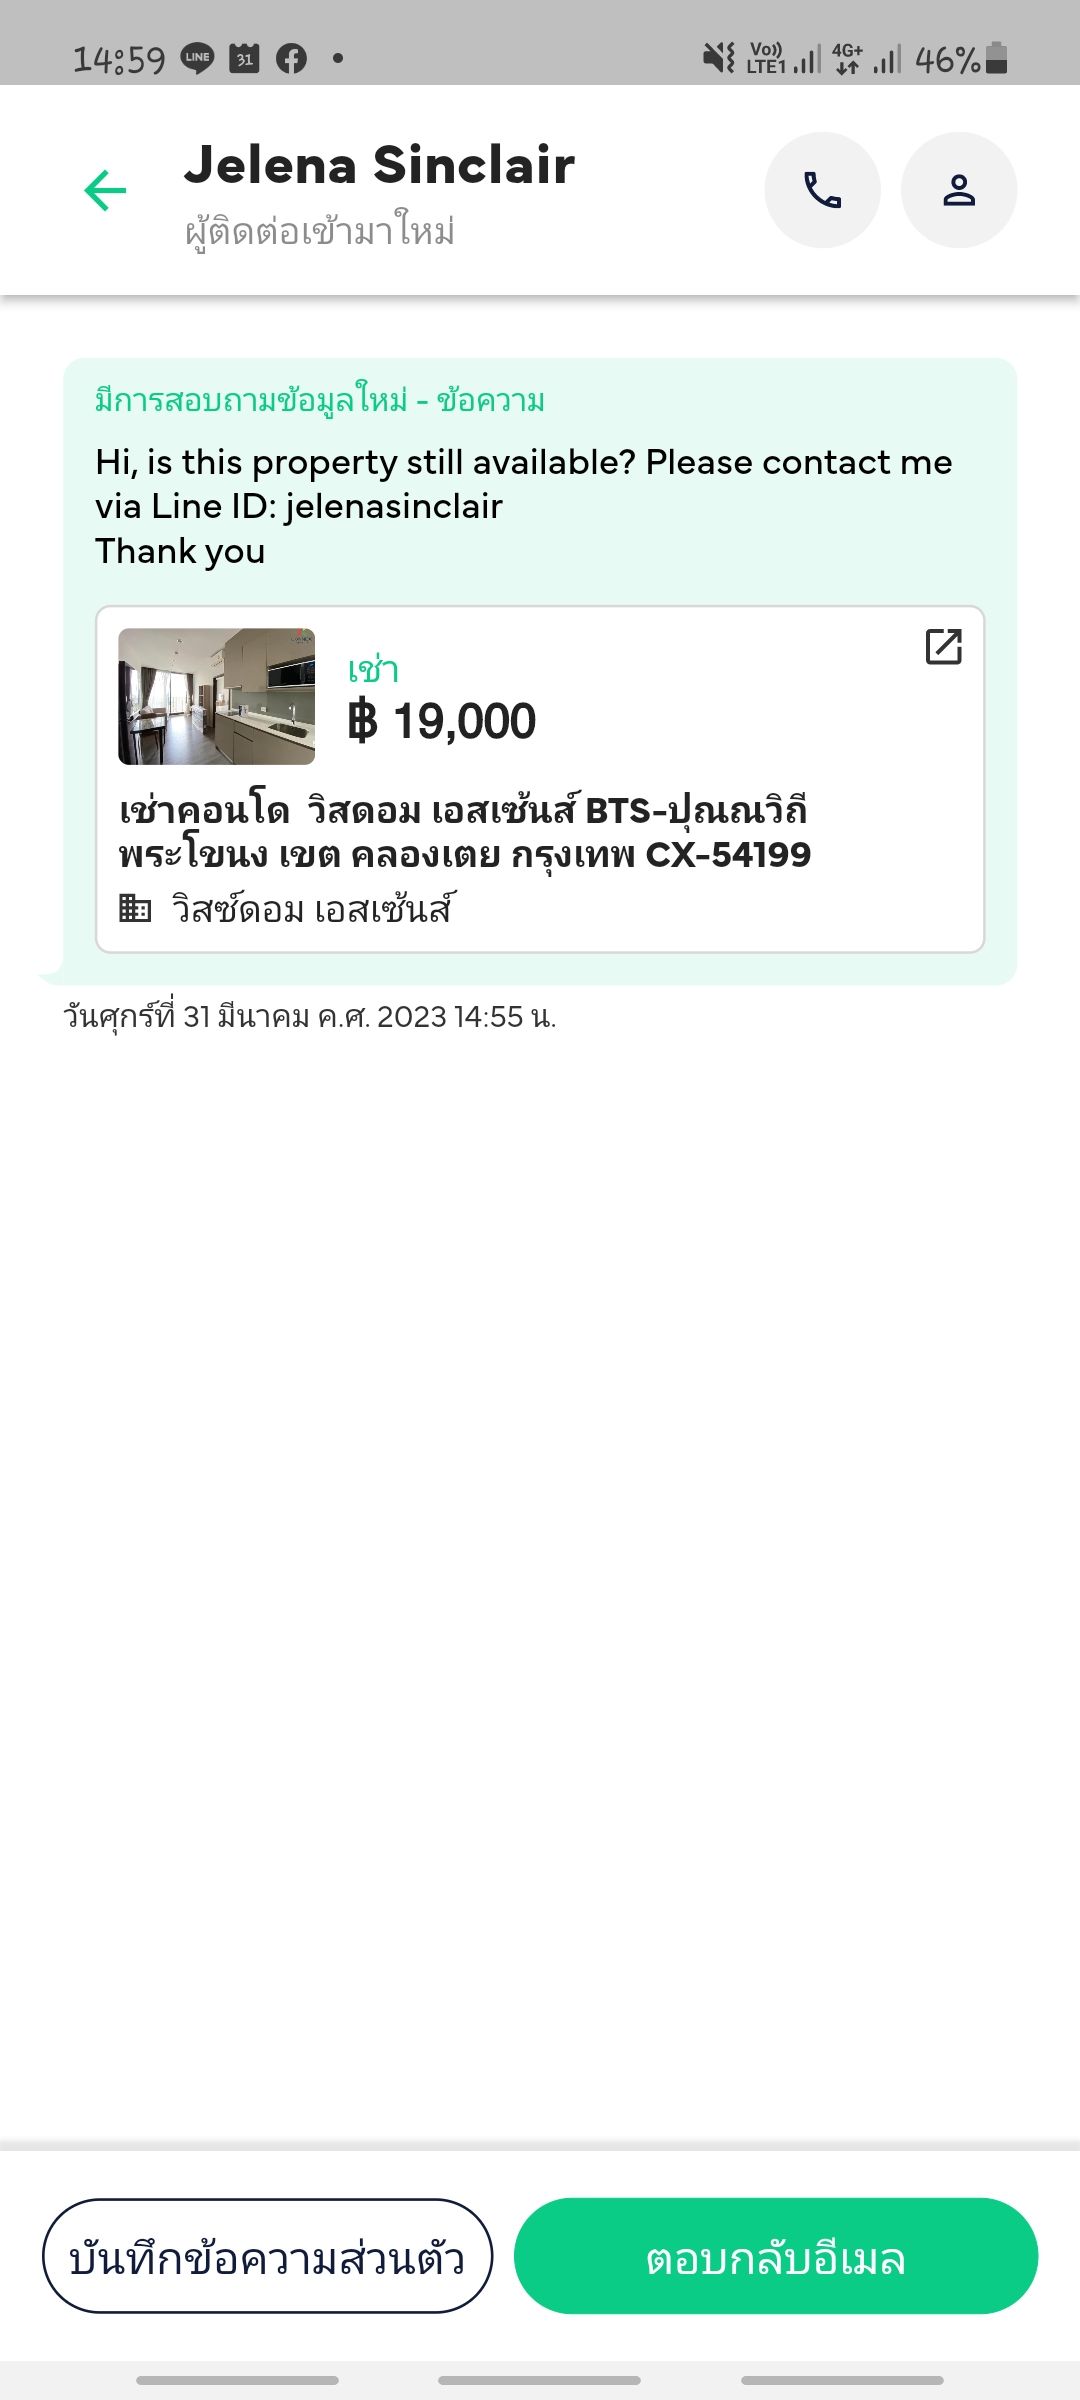 14:59 LINE 31 Vo)) LTE1 4G+ 46%
Jelena Sinclair
ผู้ติดต่อเข้ามาใหม่
มีการสอบถามข้อมูลใหม่ - ข้อความ
Hi, is this property still available? Please contact me
via Line ID: jelenasinclair
Thank you
เช่า
฿ 19,000
เช่าคอนโด วิสดอม เอสเซ้นส์ BTS-ปุณณวิถี
พระโขนง เขต คลองเตย กรุงเทพ CX-54199
วิสซ์ดอม เอสเซ้นส์
วันศุกร์ที่ 31 มีนาคม ค.ศ. 2023 14:55 น.
บันทึกข้อความส่วนตัว
ตอบกลับอีเมล